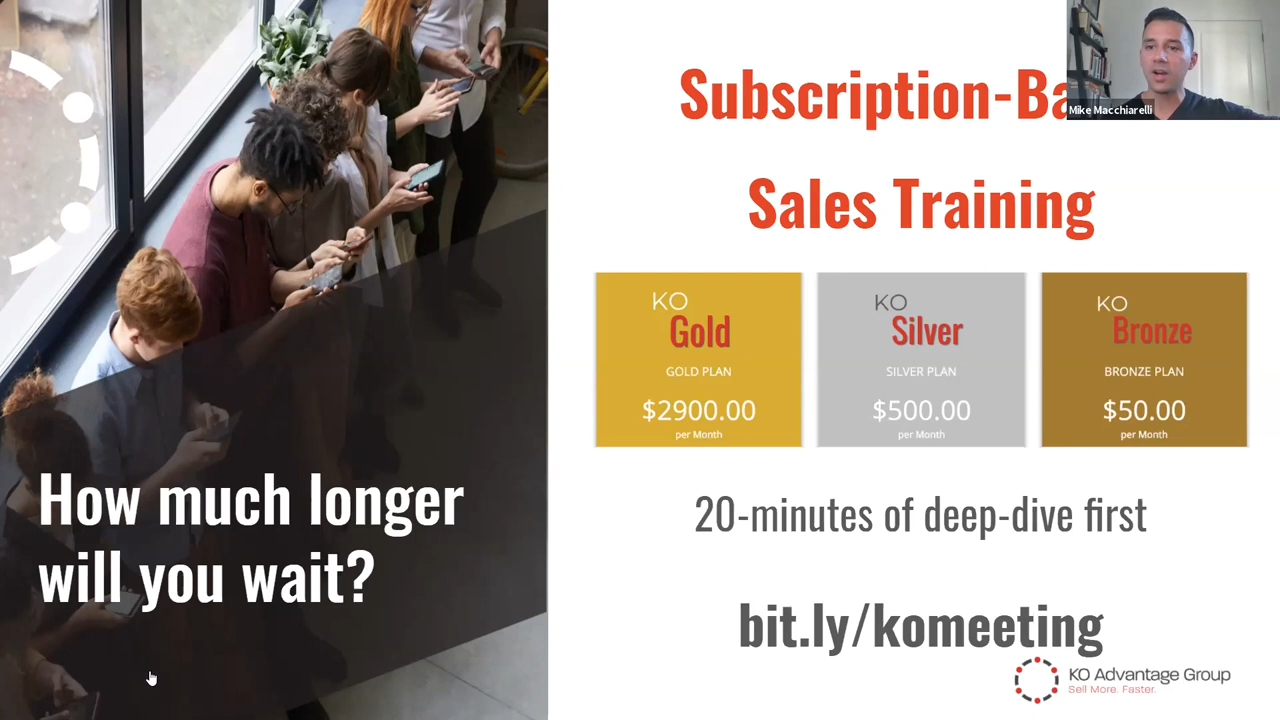 How much longer
will you wait?
Subscription-Ba
Mike Macchiarelli
Sales Training
KO
Gold
GOLD PLAN
$2900.00
per Month
KO
Silver
SILVER PLAN
$500.00
per Month
KO
Bronze
BRONZE PLAN
$50.00
per Month
20-minutes of deep-dive first
bit.ly/komeeting
KO Advantage Group
Sell More. Faster.